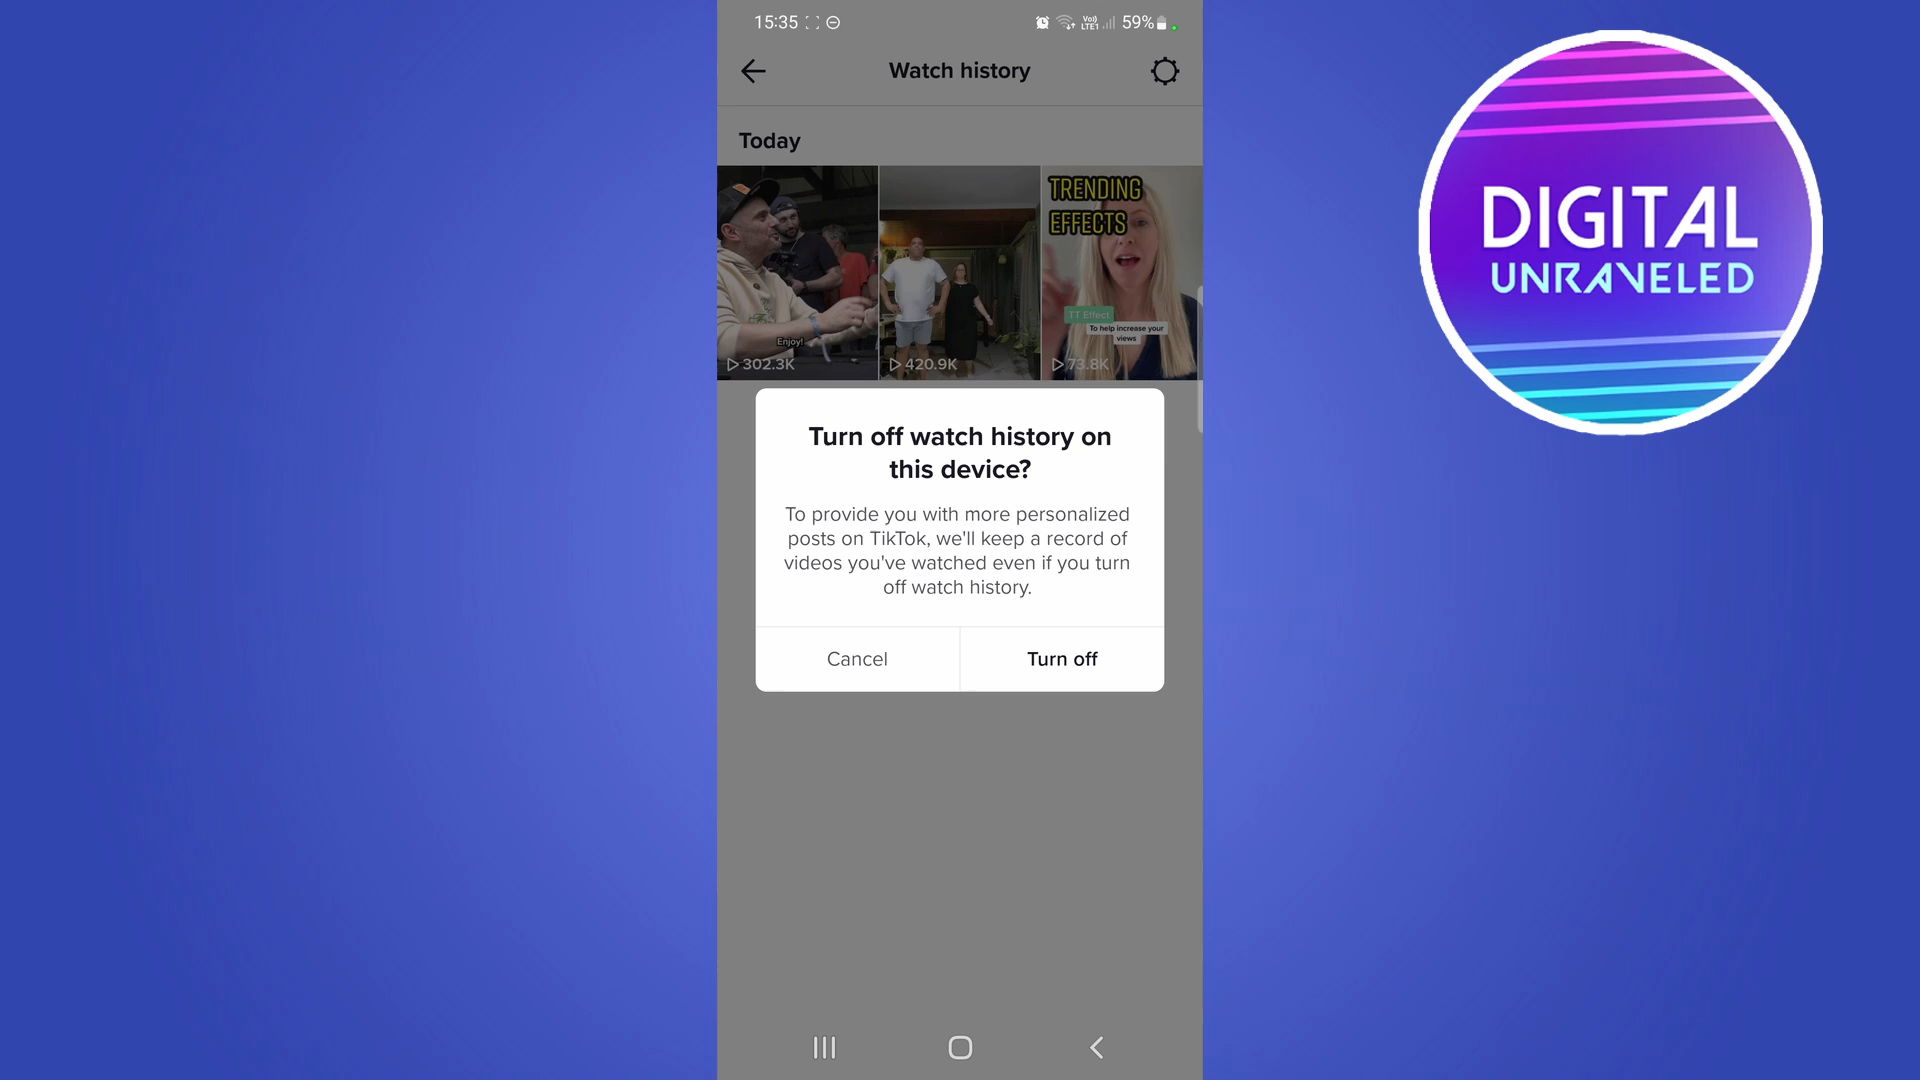 15:35
Vo)) LTE1 59%
Watch history
Today
TRENDING
EFFECTS
TT Effect
To help increase your
views
Enjoy!
302.3K
420.9K
73.8K
Turn off watch history on
this device?
To provide you with more personalized
posts on TikTok, we'll keep a record of
videos you've watched even if you turn
off watch history.
Cancel
Turn off
DIGITAL
UNRAVELED